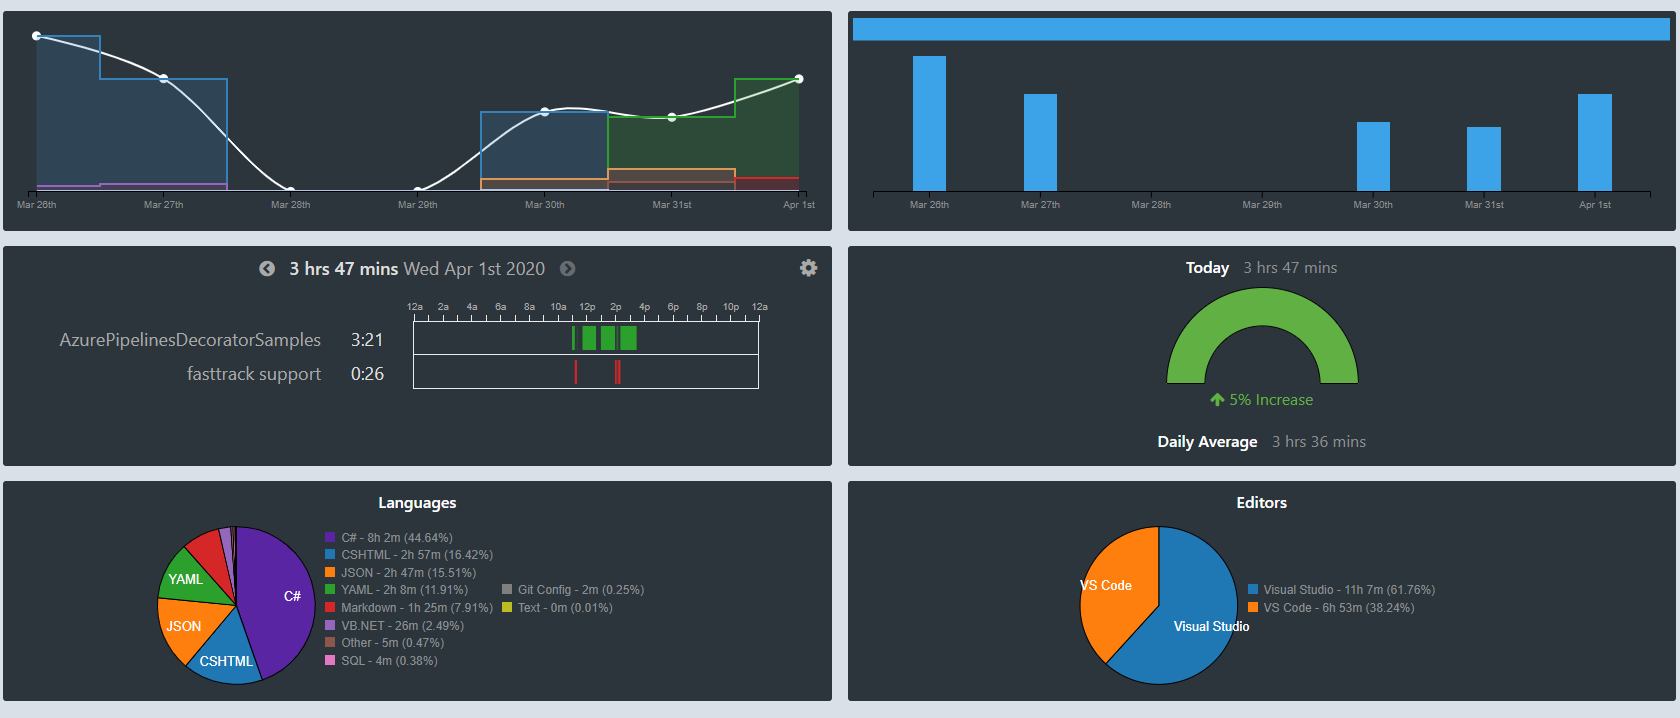 Mar 26th Mar 27th Mar 28th Mar 29th Mar 30th Mar 31st Apr 1st
Mar 26th Mar 27th Mar 28th Mar 29th Mar 30th Mar 31st Apr 1st
3 hrs 47 mins Wed Apr 1st 2020
12a 2a 4a 6a 8a 10a 12p 2p 4p 6p 8p 10p 12a
AzurePipelinesDecoratorSamples 3:21
fasttrack support 0:26
Today 3 hrs 47 mins
5% Increase
Daily Average 3 hrs 36 mins
Languages
C#
CSHTML
JSON
YAML
C# - 8h 2m (44.64%)
CSHTML - 2h 57m (16.42%)
JSON - 2h 47m (15.51%)
YAML - 2h 8m (11.91%)
Markdown - 1h 25m (7.91%)
VB.NET - 26m (2.49%)
Other - 5m (0.47%)
SQL - 4m (0.38%)
Git Config - 2m (0.25%)
Text - 0m (0.01%)
Editors
VS Code
Visual Studio
Visual Studio - 11h 7m (61.76%)
VS Code - 6h 53m (38.24%)